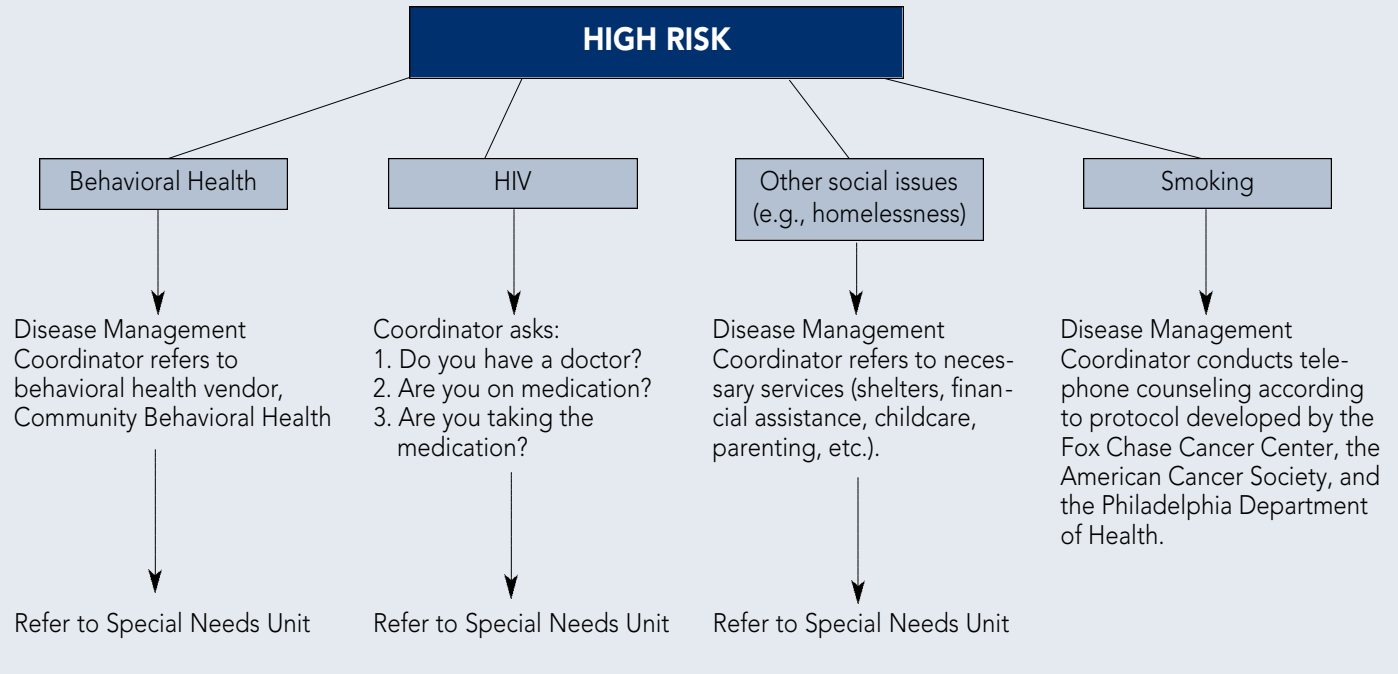 HIGH RISK
Behavioral Health
HIV
Other social issues
(e.g., homelessness)
Smoking
Disease Management
Coordinator refers to
behavioral health vendor,
Community Behavioral Health
Coordinator asks:
1. Do you have a doctor?
2. Are you on medication?
3. Are you taking the
medication?
Disease Management
Coordinator refers to neces-
sary services (shelters, finan-
cial assistance, childcare,
parenting, etc.).
Disease Management
Coordinator conducts tele-
phone counseling according
to protocol developed by the
Fox Chase Cancer Center, the
American Cancer Society, and
the Philadelphia Department
of Health.
Refer to Special Needs Unit
Refer to Special Needs Unit
Refer to Special Needs Unit